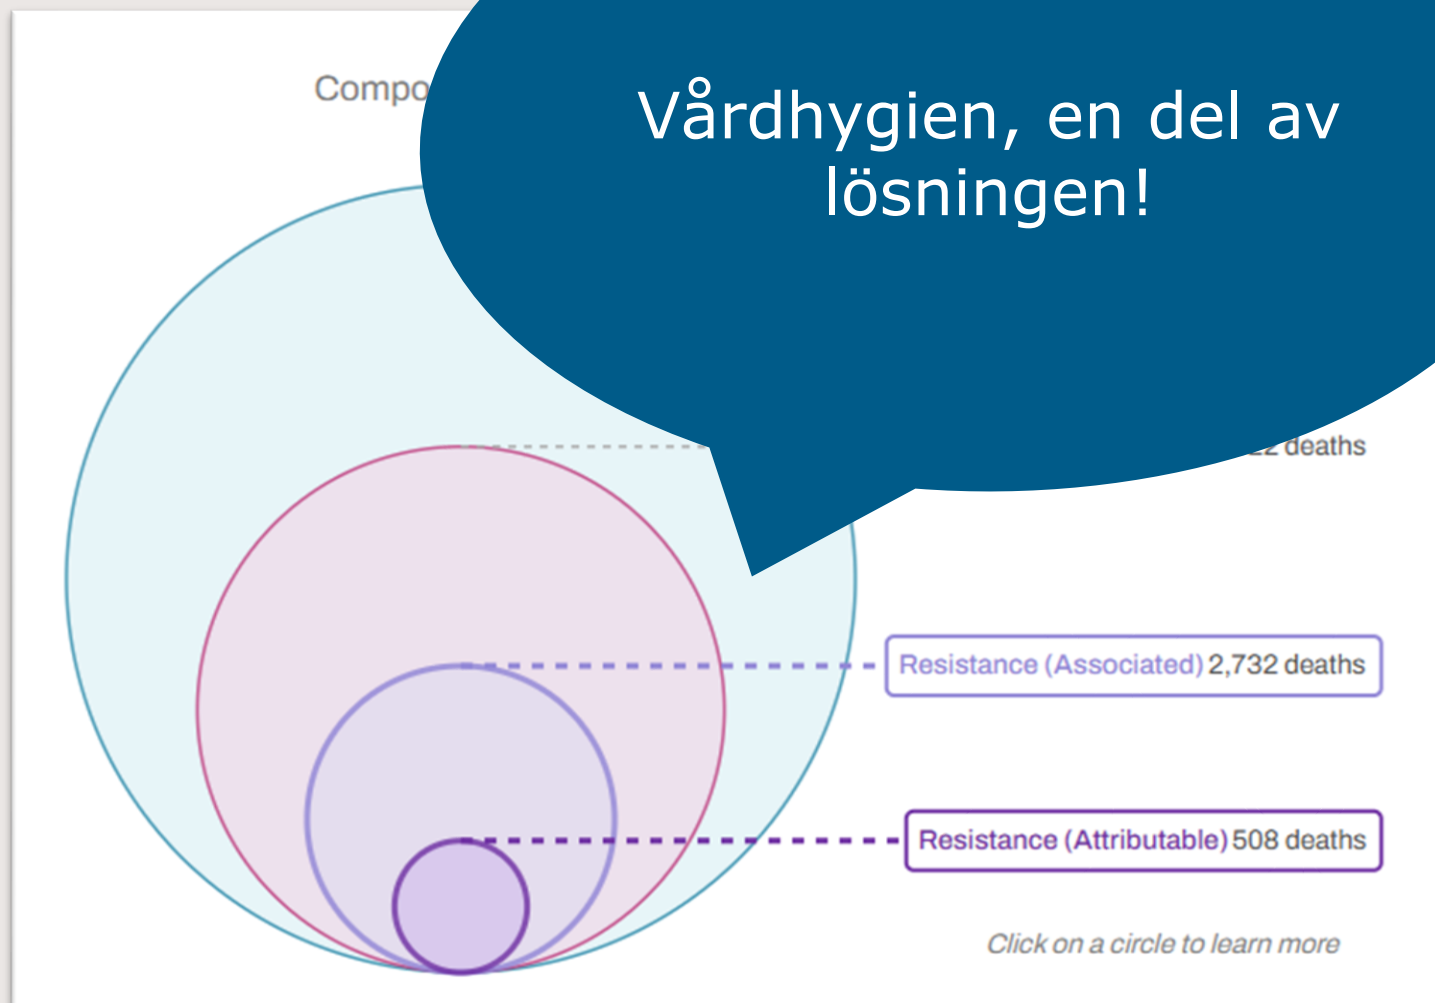 Vårdhygien, en del av
lösningen!
deaths
Resistance (Associated) 2,732 deaths
Resistance (Attributable) 508 deaths
Click on a circle to learn more